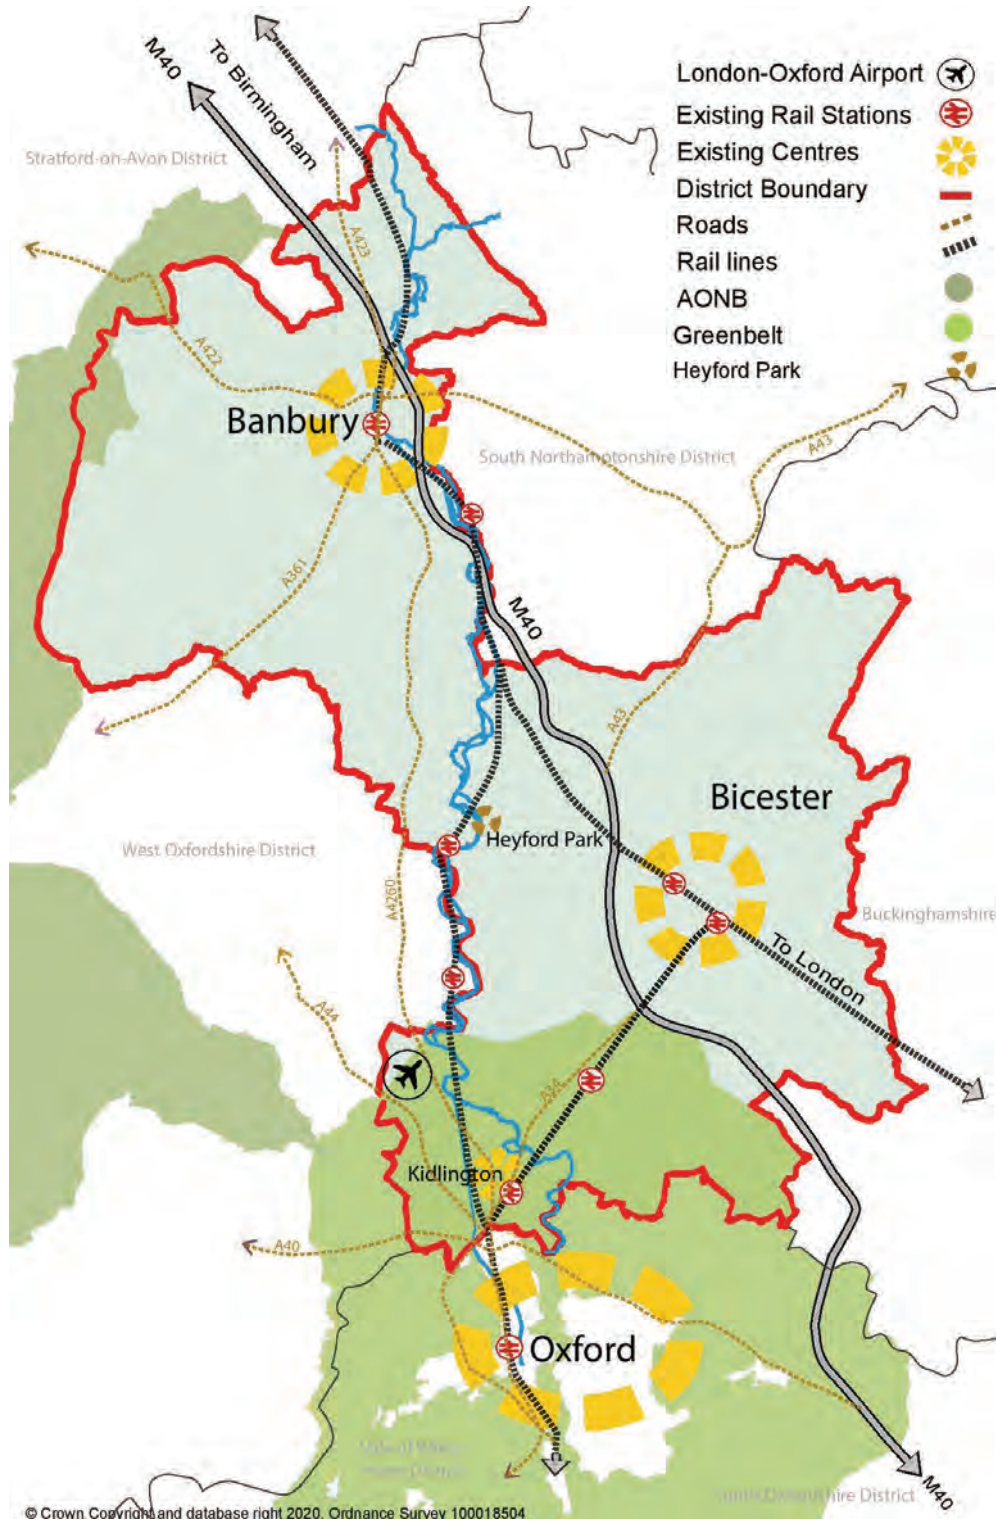 M40
To Birmingham
London-Oxford Airport
Existing Rail Stations
Existing Centres
District Boundary
Roads
Rail lines
AONB
Greenbelt
Heyford Park
Stratford-on-Avon District
A423
A422
Banbury
South Northamptonshire District
A43
A361
M40
A43
Bicester
Heyford Park
West Oxfordshire District
A4260
Buckinghamshire
To London
A44
A34
Kidlington
A40
Oxford
South Oxfordshire District
M40
© Crown Copyright and database right 2020. Ordnance Survey 100018504